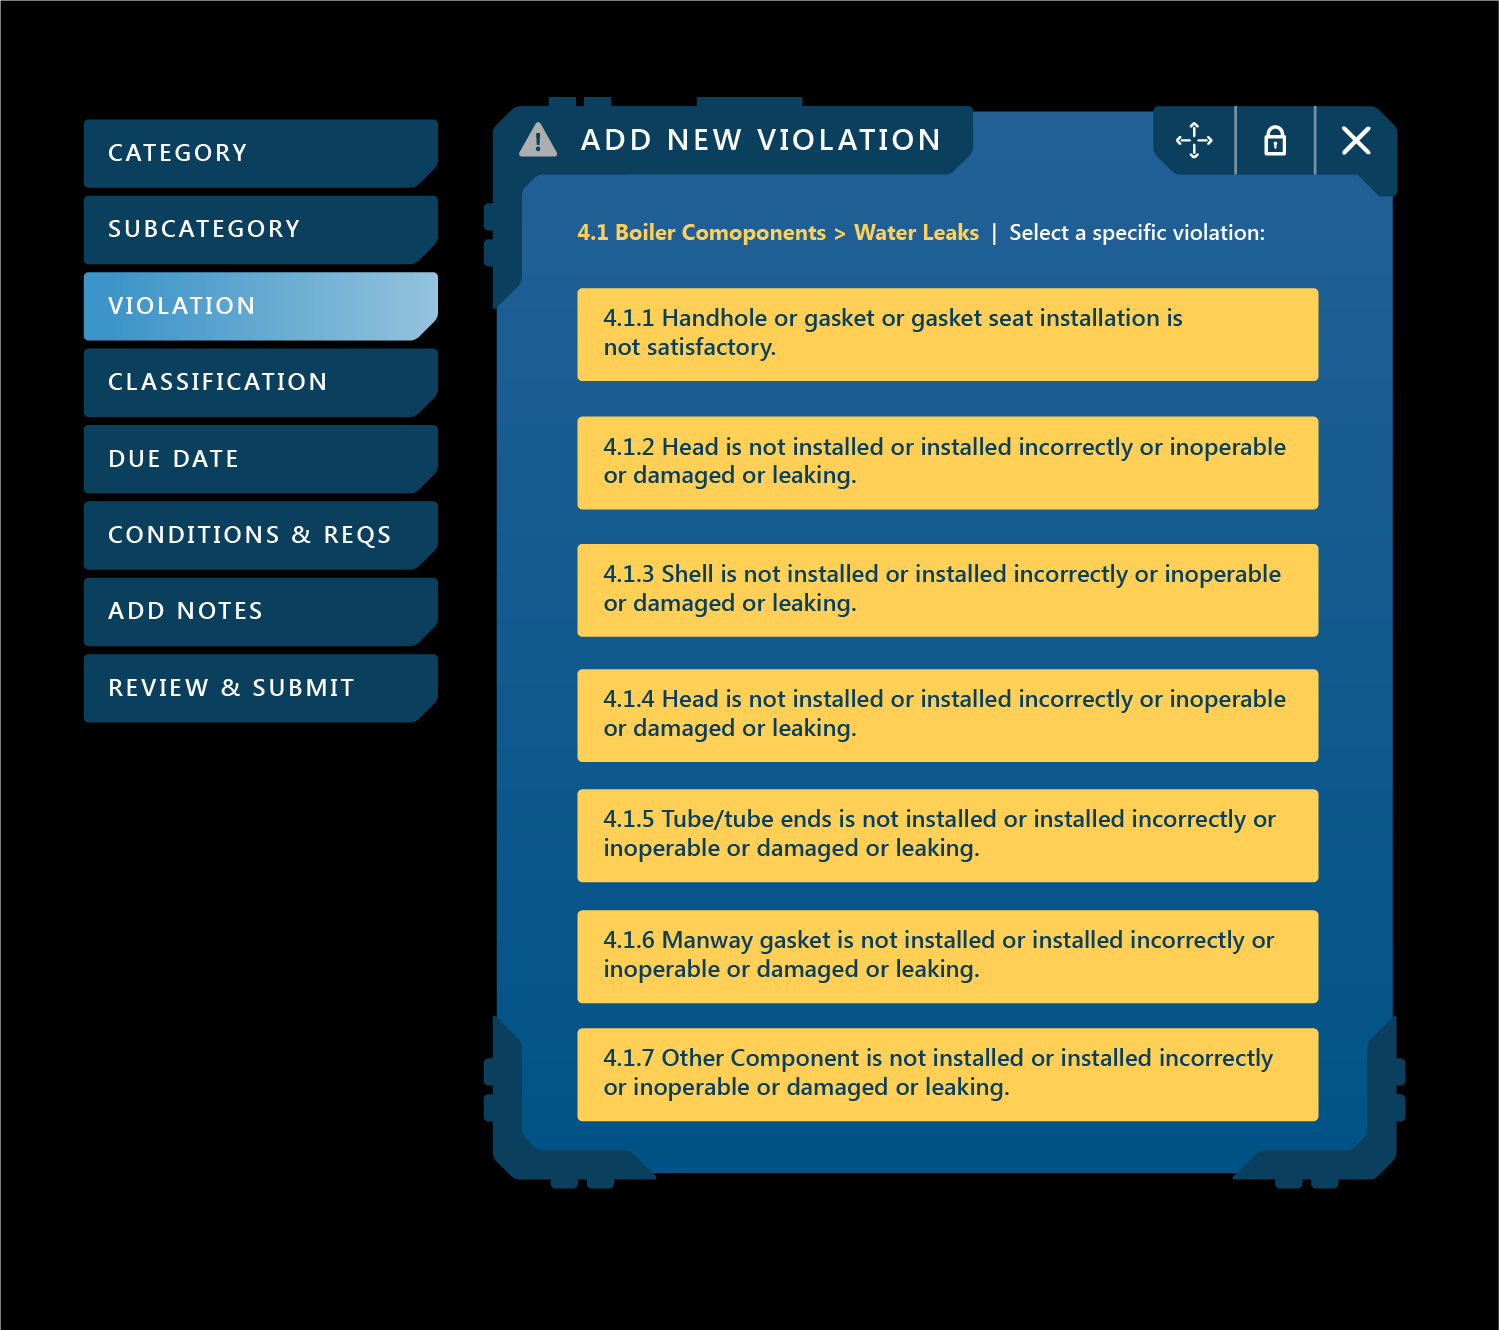 CATEGORY
SUBCATEGORY
VIOLATION
CLASSIFICATION
DUE DATE
CONDITIONS & REQS
ADD NOTES
REVIEW & SUBMIT
ADD NEW VIOLATION
4.1 Boiler Comoponents > Water Leaks | Select a specific violation:
4.1.1 Handhole or gasket or gasket seat installation is
not satisfactory.
4.1.2 Head is not installed or installed incorrectly or inoperable
or damaged or leaking.
4.1.3 Shell is not installed or installed incorrectly or inoperable
or damaged or leaking.
4.1.4 Head is not installed or installed incorrectly or inoperable
or damaged or leaking.
4.1.5 Tube/tube ends is not installed or installed incorrectly or
inoperable or damaged or leaking.
4.1.6 Manway gasket is not installed or installed incorrectly or
inoperable or damaged or leaking.
4.1.7 Other Component is not installed or installed incorrectly
or inoperable or damaged or leaking.